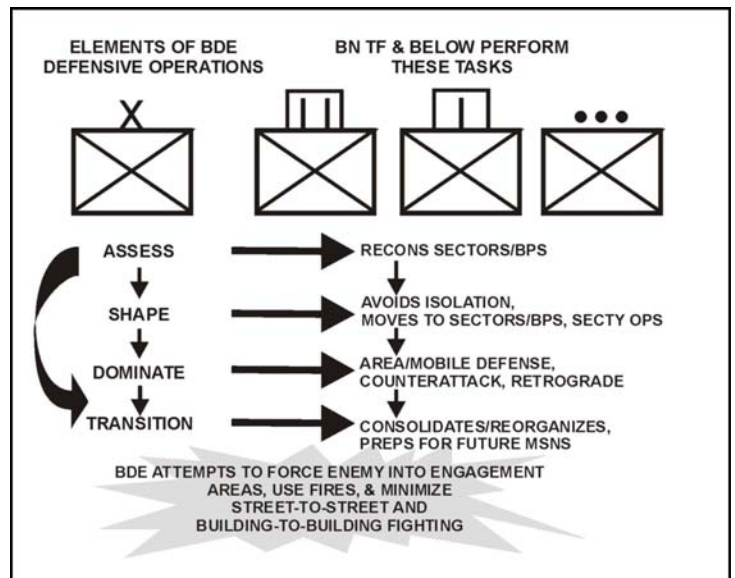 ELEMENTS OF BDE
DEFENSIVE OPERATIONS
BN TF & BELOW PERFORM
THESE TASKS
X
ASSESS
RECONS SECTORS/BPS
SHAPE
AVOIDS ISOLATION,
MOVES TO SECTORS/BPS, SECTY OPS
DOMINATE
AREA/MOBILE DEFENSE,
COUNTERATTACK, RETROGRADE
TRANSITION
CONSOLIDATES/REORGANIZES,
PREPS FOR FUTURE MSNS
BDE ATTEMPTS TO FORCE ENEMY INTO ENGAGEMENT
AREAS, USE FIRES, & MINIMIZE
STREET-TO-STREET AND
BUILDING-TO-BUILDING FIGHTING